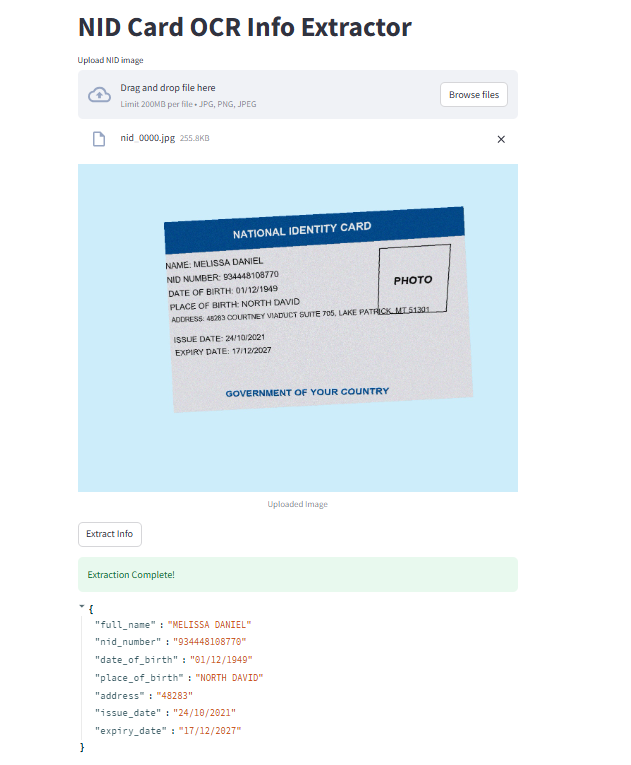 NID Card OCR Info Extractor
Upload NID image
Drag and drop file here
Limit 200MB per file • JPG, PNG, JPEG
Browse files
nid_0000.jpg 255.8KB
NATIONAL IDENTITY CARD
NAME: MELISSA DANIEL
NID NUMBER: 934448108770
DATE OF BIRTH: 01/12/1949
PLACE OF BIRTH: NORTH DAVID
PHOTO
ADDRESS: 48283 COURTNEY VIADUCT SUITE 705, LAKE PATRICK, MT 51301
ISSUE DATE: 24/10/2021
EXPIRY DATE: 17/12/2027
GOVERNMENT OF YOUR COUNTRY
Uploaded Image
Extract Info
Extraction Complete!
{
"full_name" : "MELISSA DANIEL"
"nid_number" : "934448108770"
"date_of_birth" : "01/12/1949"
"place_of_birth" : "NORTH DAVID"
"address" : "48283"
"issue_date" : "24/10/2021"
"expiry_date" : "17/12/2027"
}